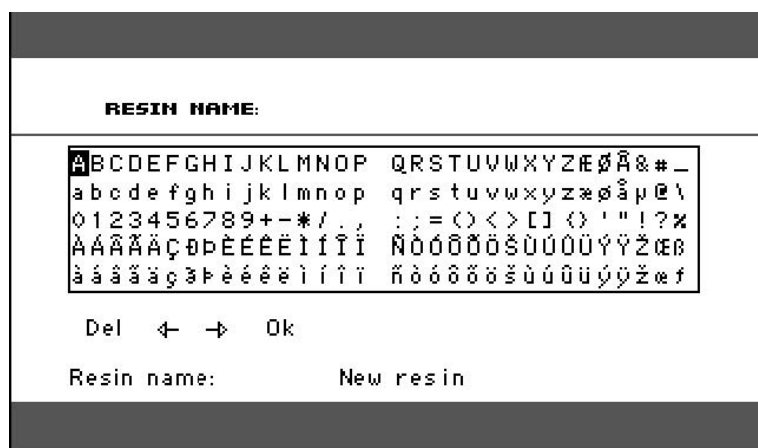 RESIN NAME:
ABCDEFGHIJKLMNOP QRSTUVWXYZÆØÅ&#_
abcdefghijklmnop qrstuvwxyzæøåµ@\
0123456789+-*/., :;=()<>[]{}'"!?%
ÀÁÂÃÄÇÐÞÈÉÊËÌÍÎÏ ÑÒÓÔÕÖŠÙÚÛÜÝŸŽŒß
àáâãäçðþèéêëìíîï ñòóôõöšùúûüýÿžœƒ
Del ← → Ok
Resin name: New resin